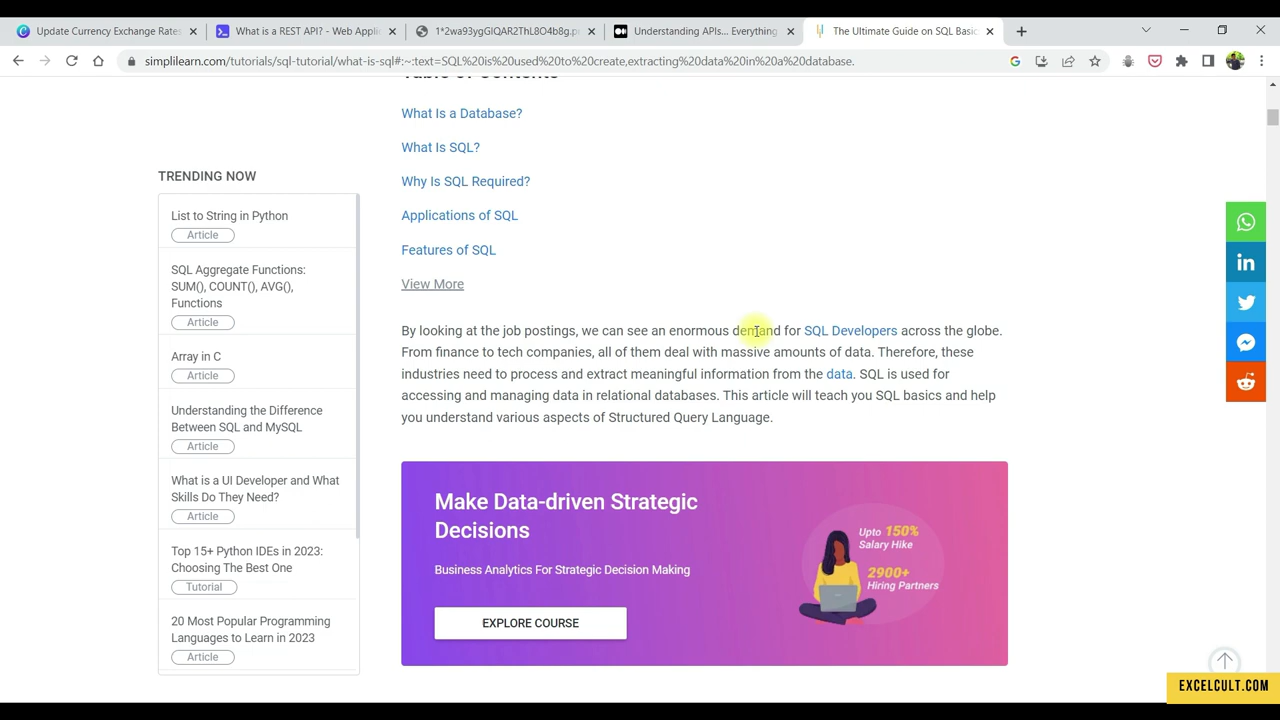 Update Currency Exchange Rates
What is a REST API? - Web Appli
1*2wa93ygGIQAR2ThL8O4b8g.p
Understanding APIs... Everything
The Ultimate Guide on SQL Basic
simplilearn.com/tutorials/sql-tutorial/what-is-sql#:~:text=SQL%20is%20used%20to%20create,extracting%20data%20in%20a%20database.
Table of Contents
What Is a Database?
What Is SQL?
Why Is SQL Required?
Applications of SQL
Features of SQL
View More
TRENDING NOW
List to String in Python
Article
SQL Aggregate Functions:
SUM(), COUNT(), AVG(),
Functions
Article
Array in C
Article
Understanding the Difference
Between SQL and MySQL
Article
What is a UI Developer and What
Skills Do They Need?
Article
Top 15+ Python IDEs in 2023:
Choosing The Best One
Tutorial
20 Most Popular Programming
Languages to Learn in 2023
Article
By looking at the job postings, we can see an enormous demand for SQL Developers across the globe.
From finance to tech companies, all of them deal with massive amounts of data. Therefore, these
industries need to process and extract meaningful information from the data. SQL is used for
accessing and managing data in relational databases. This article will teach you SQL basics and help
you understand various aspects of Structured Query Language.
Make Data-driven Strategic
Decisions
Business Analytics For Strategic Decision Making
EXPLORE COURSE
Upto 150%
Salary Hike
2900+
Hiring Partners
in
EXCELCULT.COM